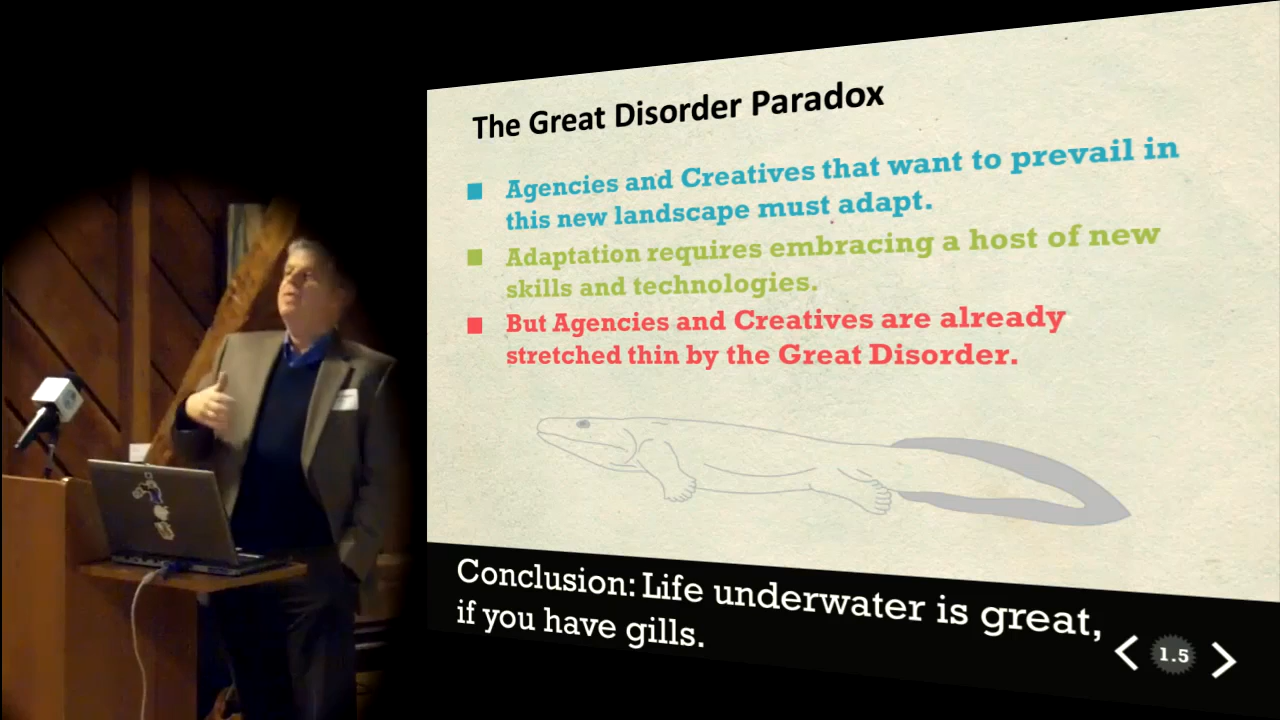 The Great Disorder Paradox
Agencies and Creatives that want to prevail in
this new landscape must adapt.
Adaptation requires embracing a host of new
skills and technologies.
But Agencies and Creatives are already
stretched thin by the Great Disorder.
Conclusion: Life underwater is great,
if you have gills.
1.5